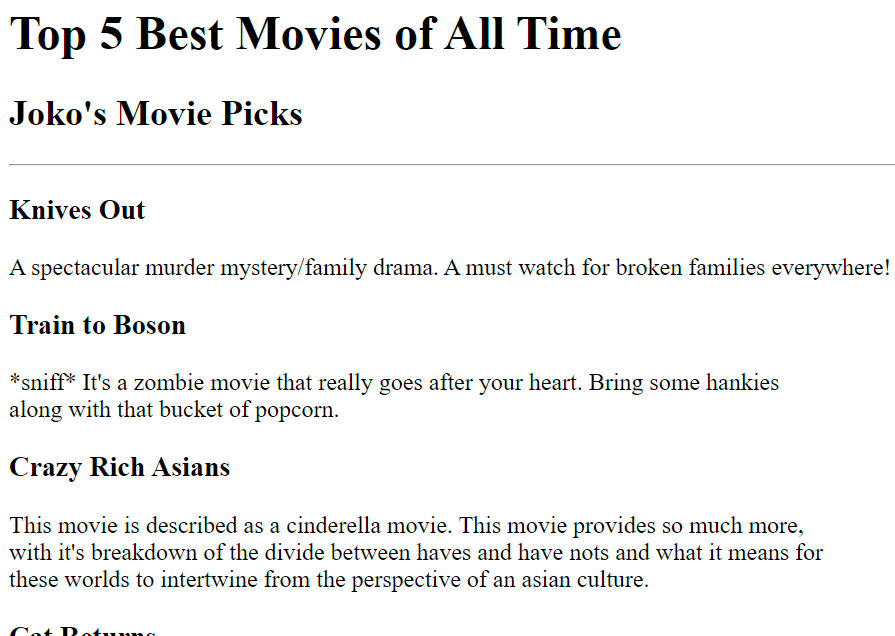 Top 5 Best Movies of All Time
Joko's Movie Picks
Knives Out
A spectacular murder mystery/family drama. A must watch for broken families everywhere!
Train to Boson
*sniff* It's a zombie movie that really goes after your heart. Bring some hankies
along with that bucket of popcorn.
Crazy Rich Asians
This movie is described as a cinderella movie. This movie provides so much more,
with it's breakdown of the divide between haves and have nots and what it means for
these worlds to intertwine from the perspective of an asian culture.
Cat Returns